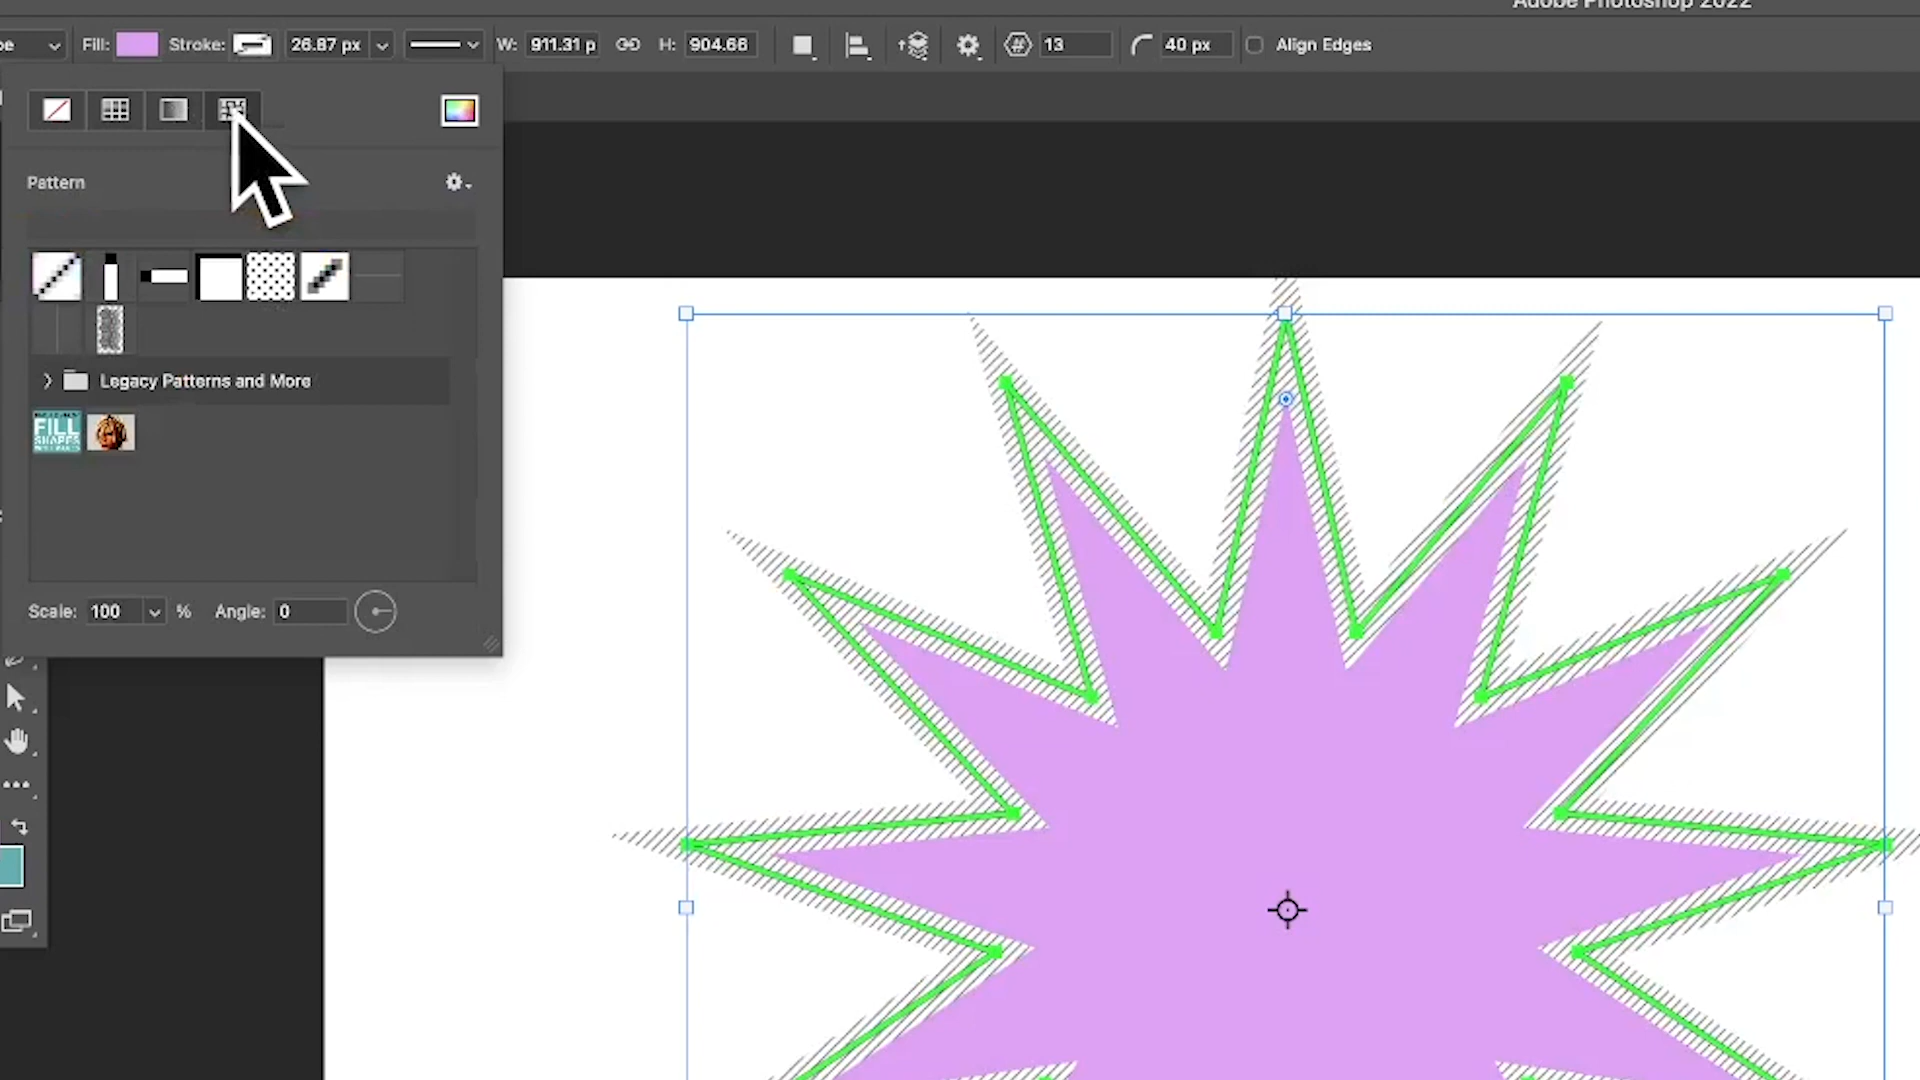 Adobe Photoshop 2022
Fill: Stroke: 26.87 px W: 911.31 p H: 904.66 13 40 px Align Edges
Pattern
Legacy Patterns and More
FILL
SHAPES
Scale: 100 % Angle: 0